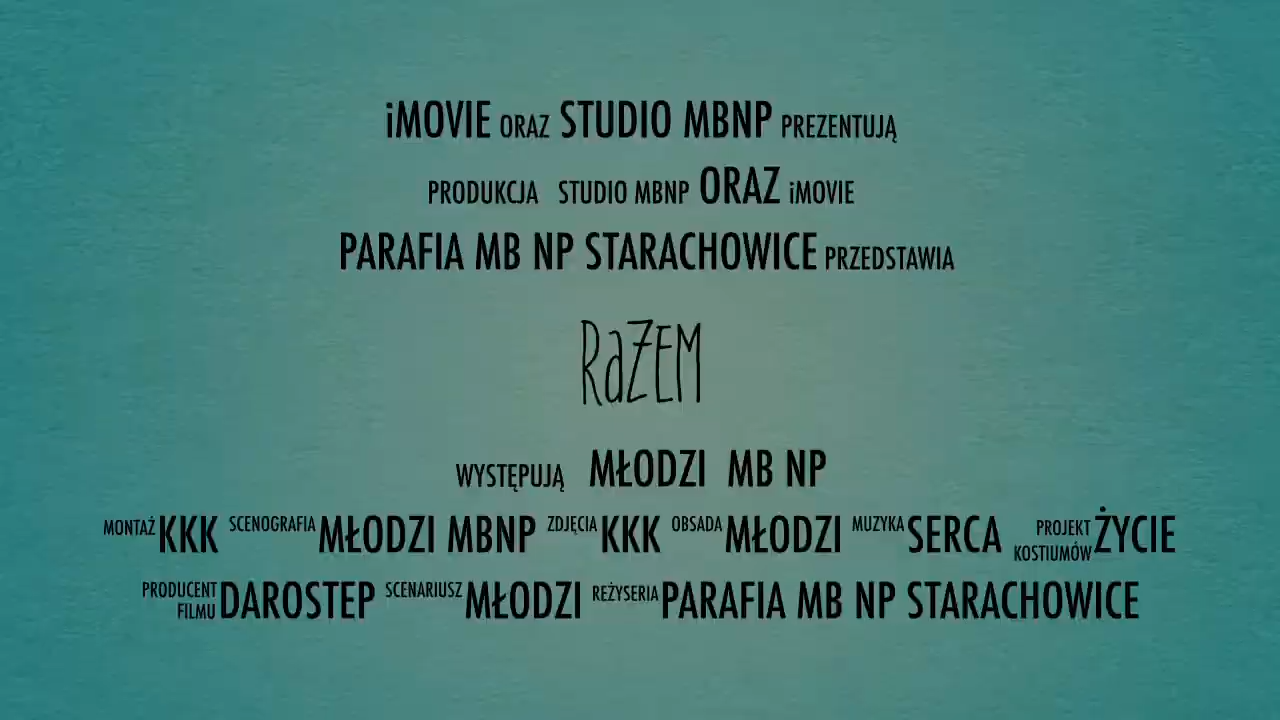 iMOVIE ORAZ STUDIO MBNP PREZENTUJĄ
PRODUKCJA STUDIO MBNP ORAZ iMOVIE
PARAFIA MB NP STARACHOWICE PRZEDSTAWIA
RaZEM
WYSTĘPUJĄ MŁODZI MB NP
MONTAŻ KKK SCENOGRAFIA MŁODZI MBNP ZDJĘCIA KKK OBSADA MŁODZI MUZYKA SERCA PROJEKT KOSTIUMÓW ŻYCIE
PRODUCENT FILMU DAROSTEP SCENARIUSZ MŁODZI REŻYSERIA PARAFIA MB NP STARACHOWICE